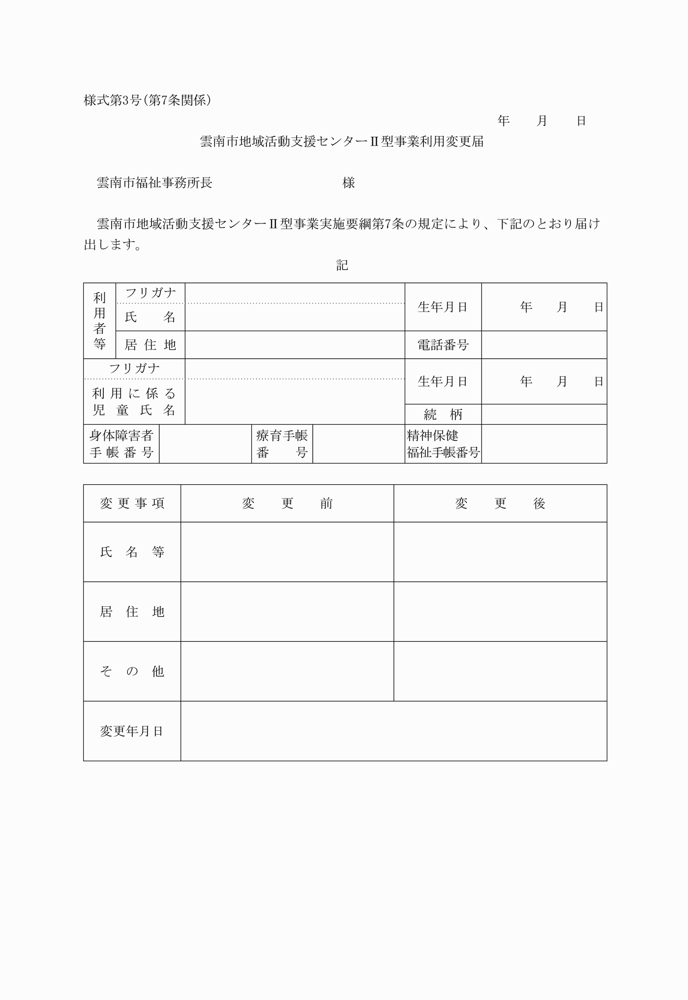 様式第3号(第7条関係)
年　月　日
雲南市地域活動支援センターⅡ型事業利用変更届
雲南市福祉事務所長　様
雲南市地域活動支援センターⅡ型事業実施要綱第7条の規定により、下記のとおり届け
出します。
記
利用者等
フリガナ
氏　名
生年月日
年　月　日
居住地
電話番号
フリガナ
利用に係る
児童氏名
生年月日
年　月　日
続　柄
身体障害者
手帳番号
療育手帳
番　号
精神保健
福祉手帳番号
変更事項
変　更　前
変　更　後
氏　名　等
居　住　地
そ　の　他
変更年月日